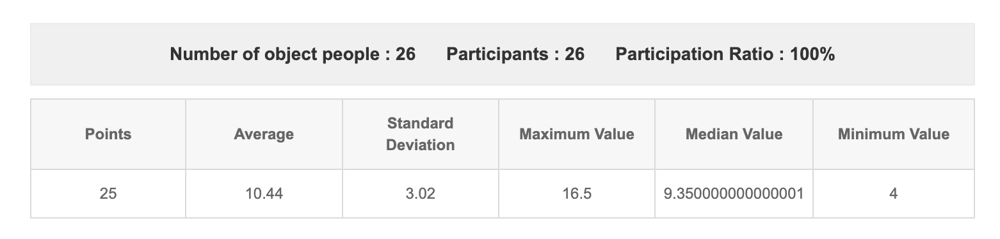 Number of object people : 26 Participants : 26 Participation Ratio : 100%
Points Average Standard Deviation Maximum Value Median Value Minimum Value
25 10.44 3.02 16.5 9.350000000000001 4